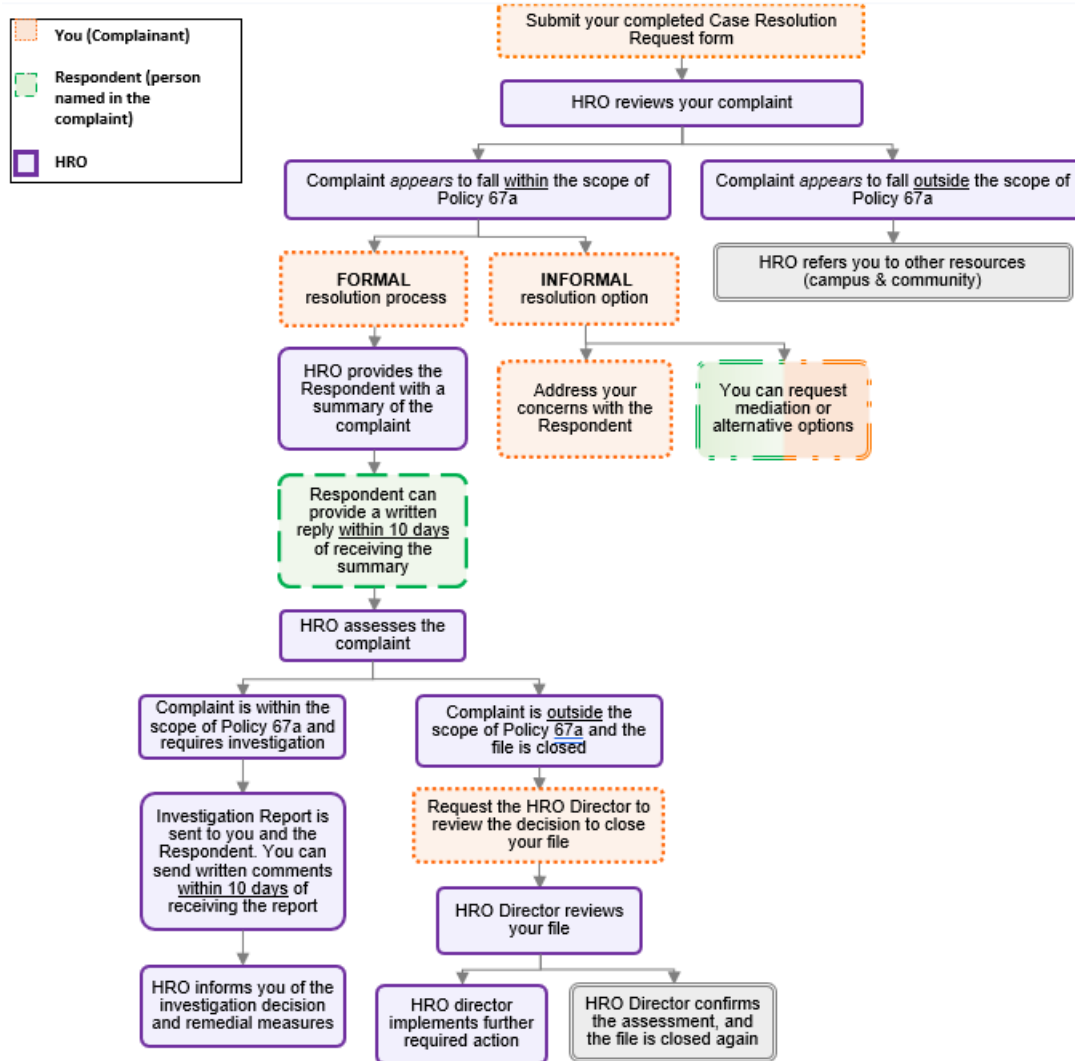 You (Complainant)
Respondent (person
named in the
complaint)
HRO
Submit your completed Case Resolution
Request form
HRO reviews your complaint
Complaint appears to fall within the scope of
Policy 67a
Complaint appears to fall outside the scope of
Policy 67a
FORMAL
resolution process
INFORMAL
resolution option
HRO refers you to other resources
(campus & community)
HRO provides the
Respondent with a
summary of the
complaint
Address your
concerns with the
Respondent
You can request
mediation or
alternative options
Respondent can
provide a written
reply within 10 days
of receiving the
summary
HRO assesses the
complaint
Complaint is within the
scope of Policy 67a and
requires investigation
Complaint is outside the
scope of Policy 67a and the
file is closed
Investigation Report is
sent to you and the
Respondent. You can
send written comments
within 10 days of
receiving the report
Request the HRO Director to
review the decision to close
your file
HRO Director reviews
your file
HRO informs you of the
investigation decision
and remedial measures
HRO director
implements further
required action
HRO Director confirms
the assessment, and
the file is closed again